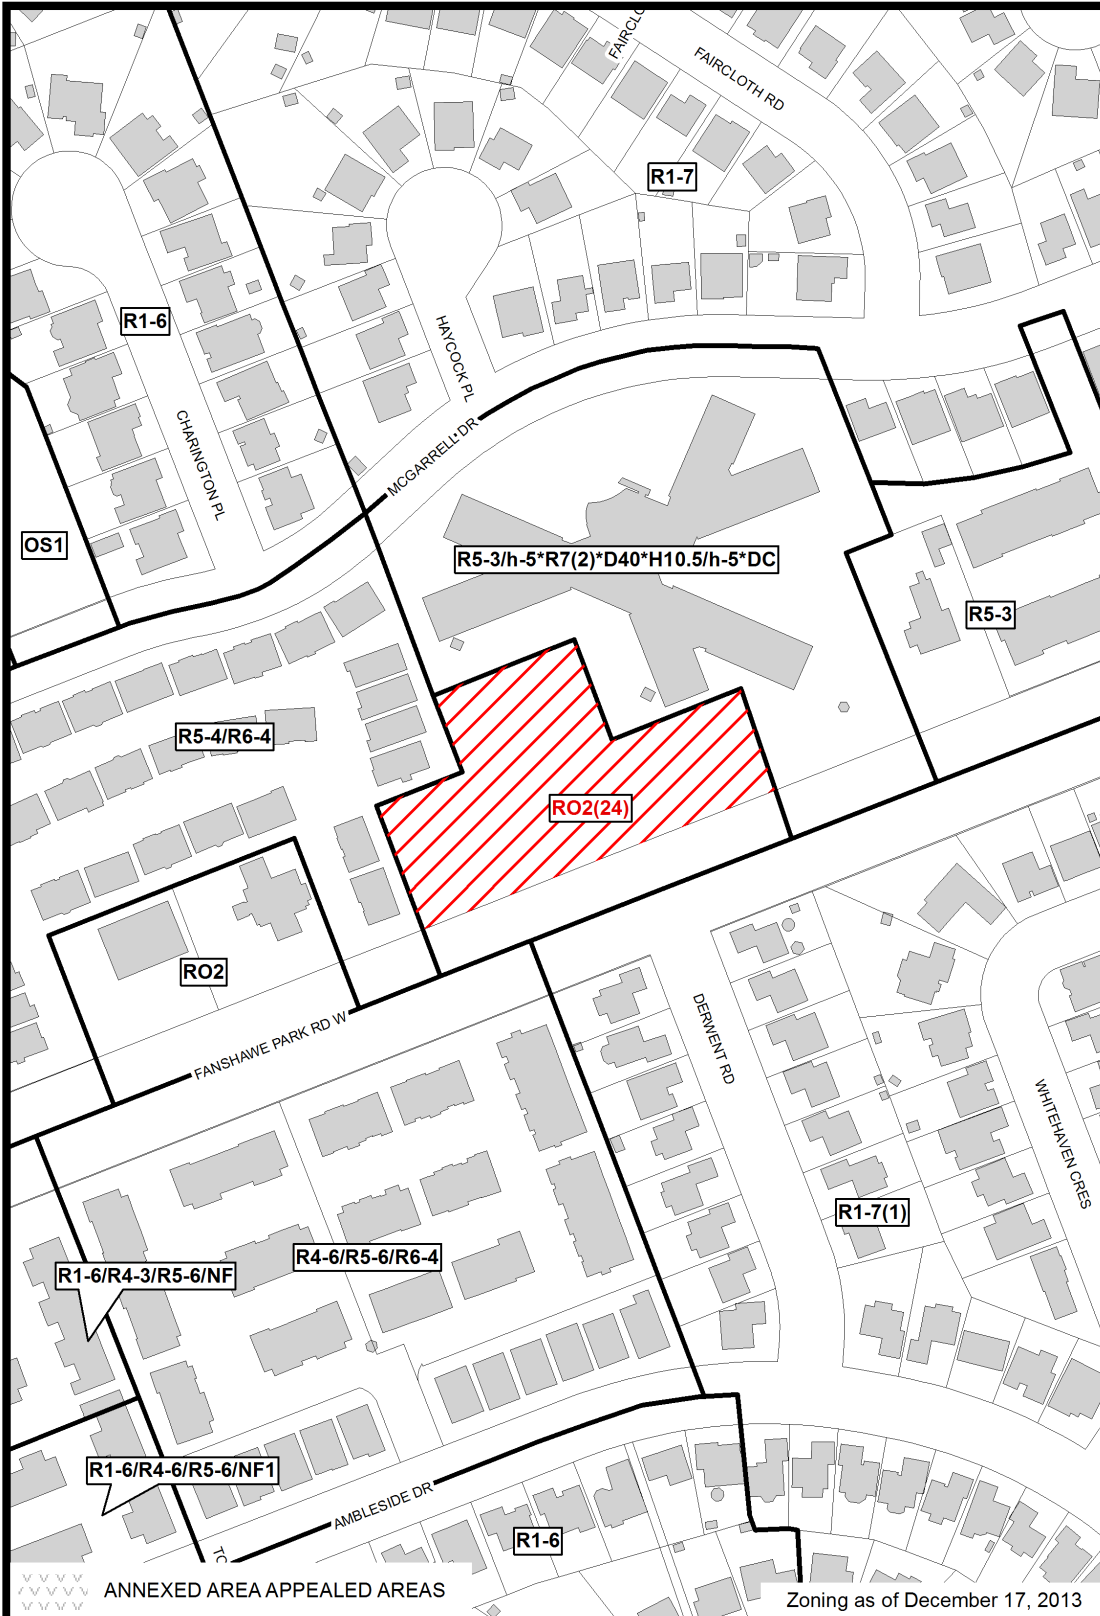 FAIRCLO
FAIRCLOTH RD
R1-7
R1-6
HAYCOCK PL
CHARINGTON PL
MCGARRELL DR
OS1
R5-3/h-5*R7(2)*D40*H10.5/h-5*DC
R5-3
R5-4/R6-4
RO2(24)
RO2
FANSHAWE PARK RD W
DERWENT RD
WHITEHAVEN CRES
R1-7(1)
R4-6/R5-6/R6-4
R1-6/R4-3/R5-6/NF
R1-6/R4-6/R5-6/NF1
AMBLESIDE DR
R1-6
TO
ANNEXED AREA APPEALED AREAS
Zoning as of December 17, 2013